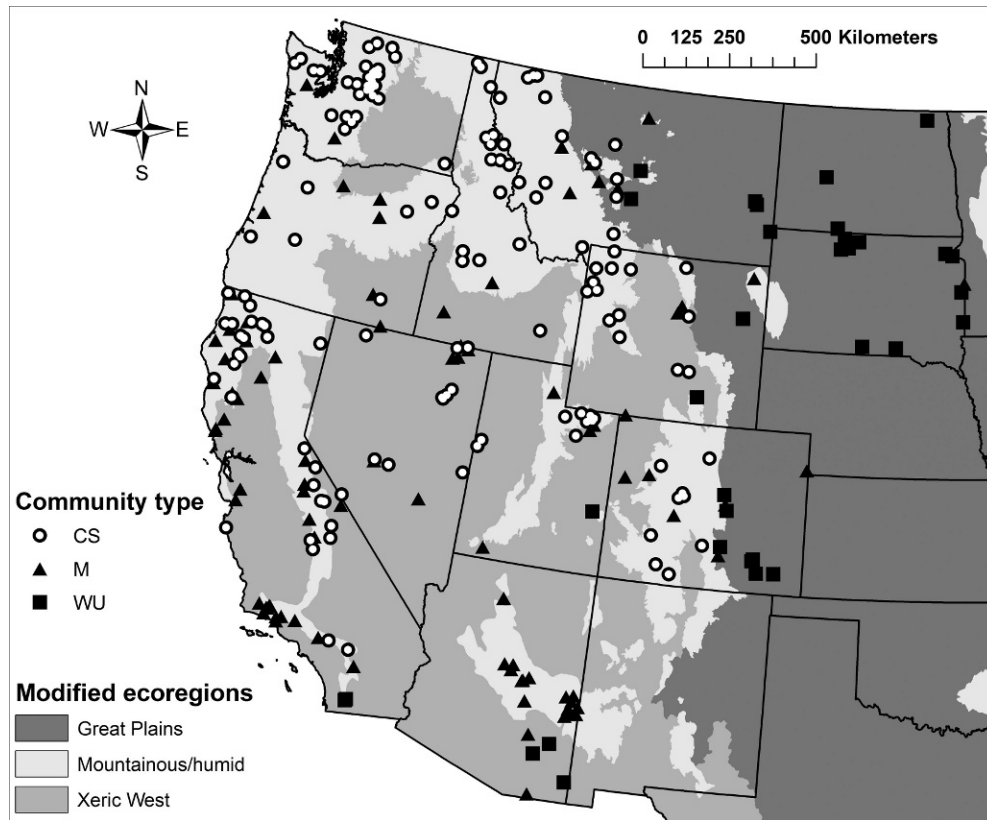 0 125 250 500 Kilometers
N
W E
S
Community type
CS
M
WU
Modified ecoregions
Great Plains
Mountainous/humid
Xeric West